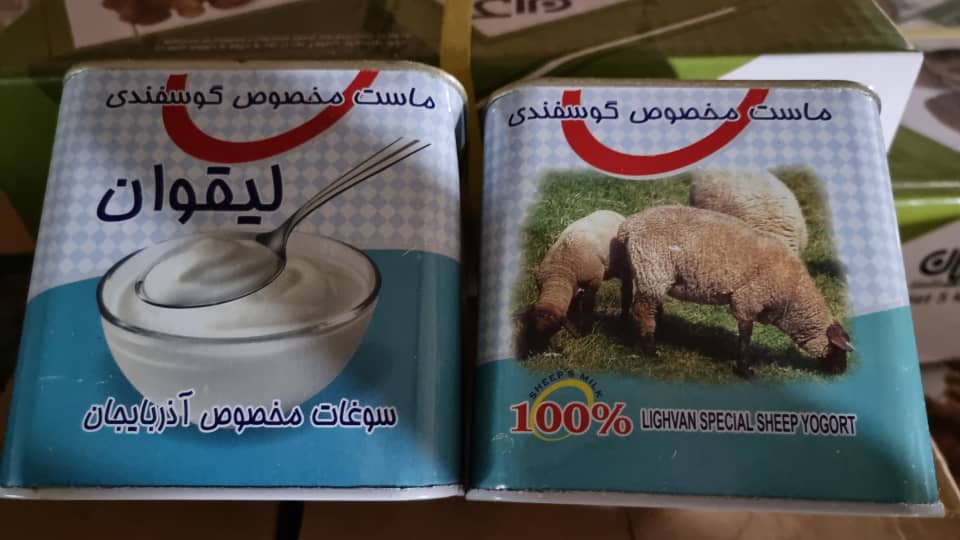 ماست مخصوص گوسفندی
لیقوان
سوغات مخصوص آذربایجان
ماست مخصوص گوسفندی
SHEEP'S MILK
100% LIGHVAN SPECIAL SHEEP YOGORT